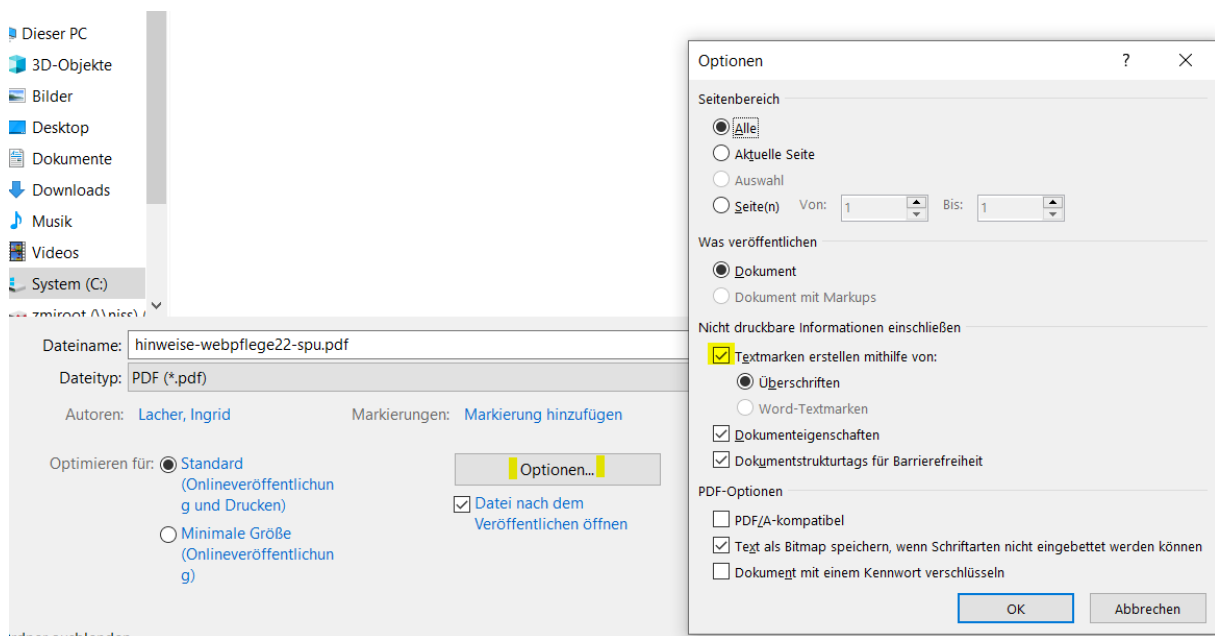 Dieser PC
3D-Objekte
Bilder
Desktop
Dokumente
Downloads
Musik
Videos
System (C:)
Dateiname: hinweise-webpflege22-spu.pdf
Dateityp: PDF (*.pdf)
Autoren: Lacher, Ingrid Markierungen: Markierung hinzufügen
Optimieren für: Standard
(Onlineveröffentlichun
g und Drucken)
Minimale Größe
(Onlineveröffentlichun
g)
Optionen...
Datei nach dem
Veröffentlichen öffnen
Optionen ? X
Seitenbereich
Alle
Aktuelle Seite
Auswahl
Seite(n) Von: 1 Bis: 1
Was veröffentlichen
Dokument
Dokument mit Markups
Nicht druckbare Informationen einschließen
Textmarken erstellen mithilfe von:
Überschriften
Word-Textmarken
Dokumenteigenschaften
Dokumentstrukturtags für Barrierefreiheit
PDF-Optionen
PDF/A-kompatibel
Text als Bitmap speichern, wenn Schriftarten nicht eingebettet werden können
Dokument mit einem Kennwort verschlüsseln
OK Abbrechen